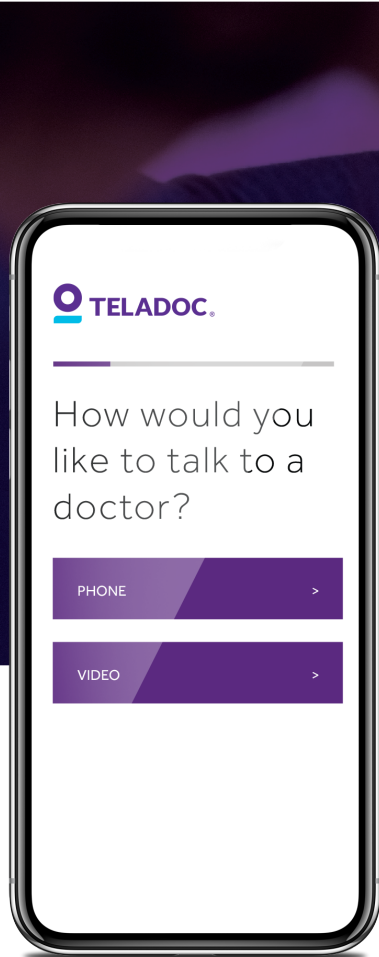 TELADOC®
How would you
like to talk to a
doctor?
PHONE >
VIDEO >